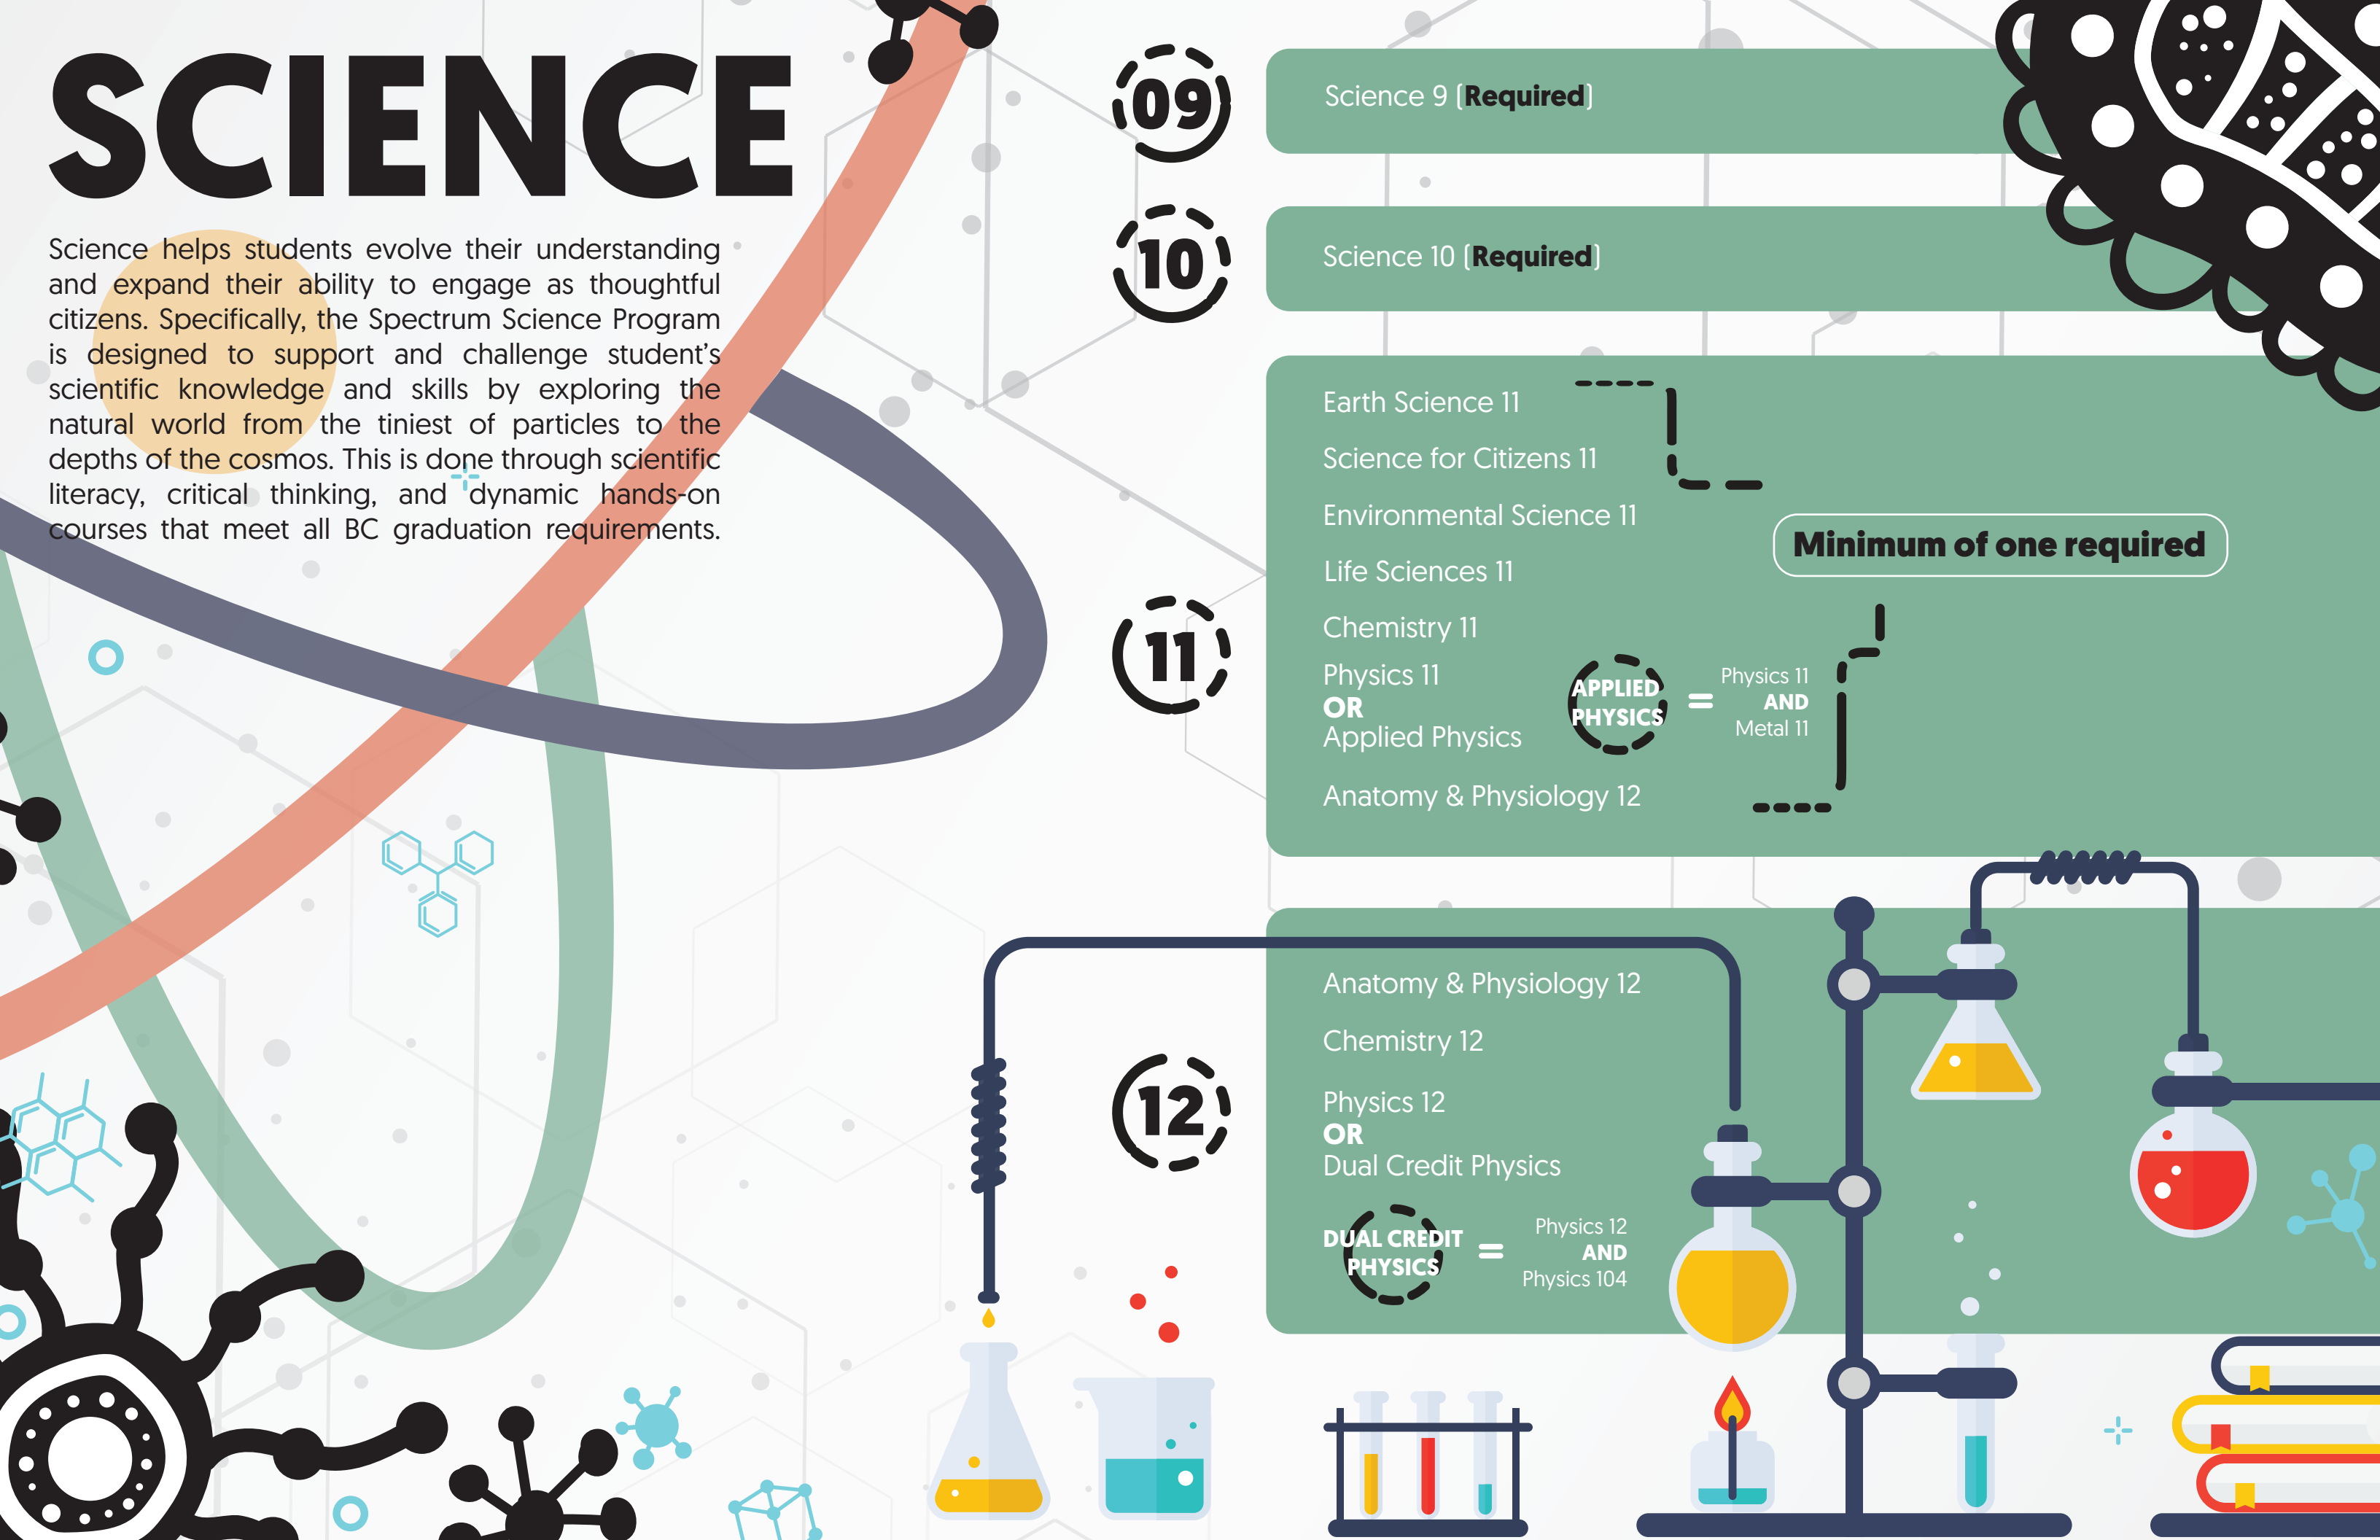 SCIENCE
Science helps students evolve their understanding
and expand their ability to engage as thoughtful
citizens. Specifically, the Spectrum Science Program
is designed to support and challenge student's
scientific knowledge and skills by exploring the
natural world from the tiniest of particles to the
depths of the cosmos. This is done through scientific
literacy, critical thinking, and dynamic hands-on
courses that meet all BC graduation requirements.
09
Science 9 (Required)
10
Science 10 (Required)
11
Earth Science 11
Science for Citizens 11
Environmental Science 11
Life Sciences 11
Chemistry 11
Physics 11
OR
Applied Physics
Anatomy & Physiology 12
Minimum of one required
APPLIED
PHYSICS
=
Physics 11
AND
Metal 11
12
Anatomy & Physiology 12
Chemistry 12
Physics 12
OR
Dual Credit Physics
DUAL CREDIT
PHYSICS
=
Physics 12
AND
Physics 104